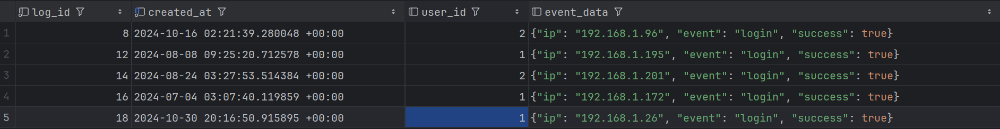 log_id created_at user_id event_data
1 8 2024-10-16 02:21:39.280048 +00:00 2 {"ip": "192.168.1.96", "event": "login", "success": true}
2 12 2024-08-08 09:25:20.712578 +00:00 1 {"ip": "192.168.1.195", "event": "login", "success": true}
3 14 2024-08-24 03:27:53.514384 +00:00 2 {"ip": "192.168.1.201", "event": "login", "success": true}
4 16 2024-07-04 03:07:40.119859 +00:00 1 {"ip": "192.168.1.172", "event": "login", "success": true}
5 18 2024-10-30 20:16:50.915895 +00:00 1 {"ip": "192.168.1.26", "event": "login", "success": true}